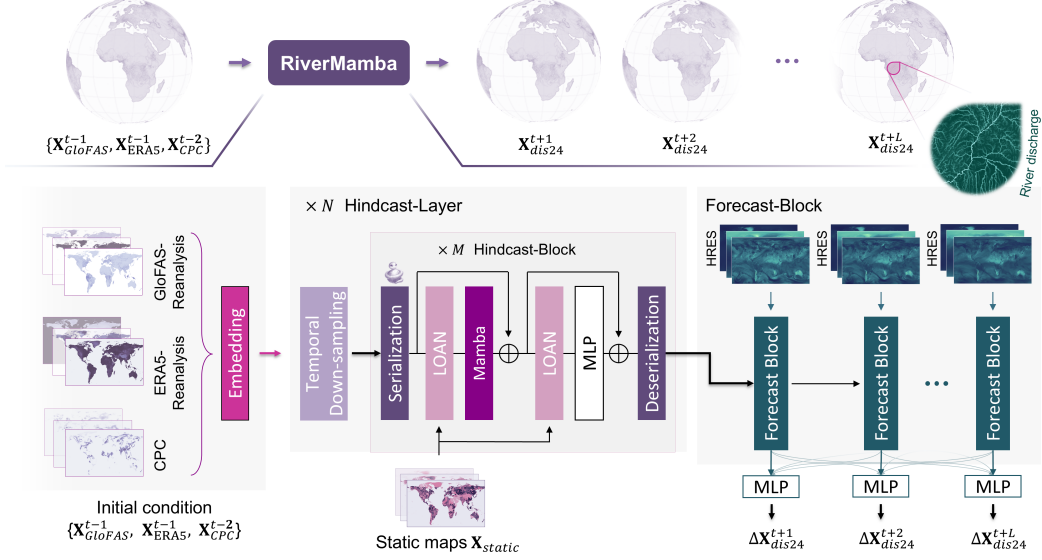 RiverMamba
{X^{t−1}_{GloFAS}, X^{t−1}_{ERA5}, X^{t−2}_{CPC}}
X^{t+1}_{dis24}
X^{t+2}_{dis24}
X^{t+L}_{dis24}
River discharge
GloFAS-
Reanalysis
ERA5-
Reanalysis
CPC
Embedding
Initial condition
{X^{t−1}_{GloFAS}, X^{t−1}_{ERA5}, X^{t−2}_{CPC}}
× N Hindcast-Layer
× M Hindcast-Block
Temporal
Down-sampling
Serialization
LOAN
Mamba
LOAN
MLP
Deserialization
Static maps X_{static}
Forecast-Block
HRES
HRES
HRES
Forecast Block
Forecast Block
Forecast Block
MLP
MLP
MLP
ΔX^{t+1}_{dis24}
ΔX^{t+2}_{dis24}
ΔX^{t+L}_{dis24}